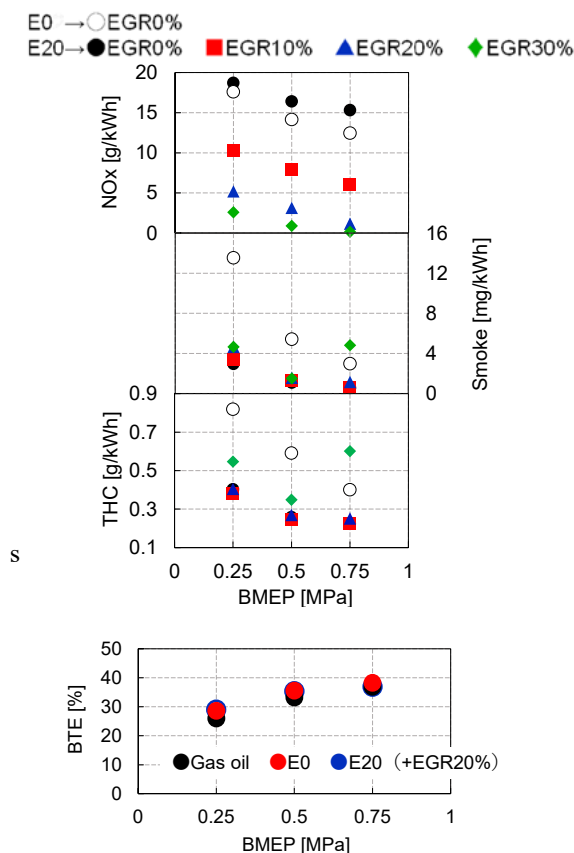 E0 →○EGR0%
E20→●EGR0% ■EGR10% ▲EGR20% ◆EGR30%
20
15
10
5
0
NOx [g/kWh]
16
12
8
4
0
Smoke [mg/kWh]
0.9
0.7
0.5
0.3
0.1
THC [g/kWh]
s
0 0.25 0.5 0.75 1
BMEP [MPa]
50
40
30
20
10
0
BTE [%]
●Gas oil ●E0 ●E20（+EGR20%）
0 0.25 0.5 0.75 1
BMEP [MPa]